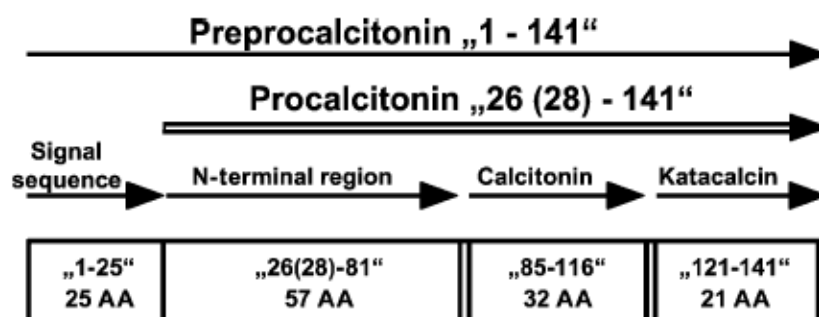 Preprocalcitonin „1 - 141“
Procalcitonin „26 (28) - 141“
Signal
sequence
N-terminal region
Calcitonin
Katacalcin
„1-25“
25 AA
„26(28)-81“
57 AA
„85-116“
32 AA
„121-141“
21 AA